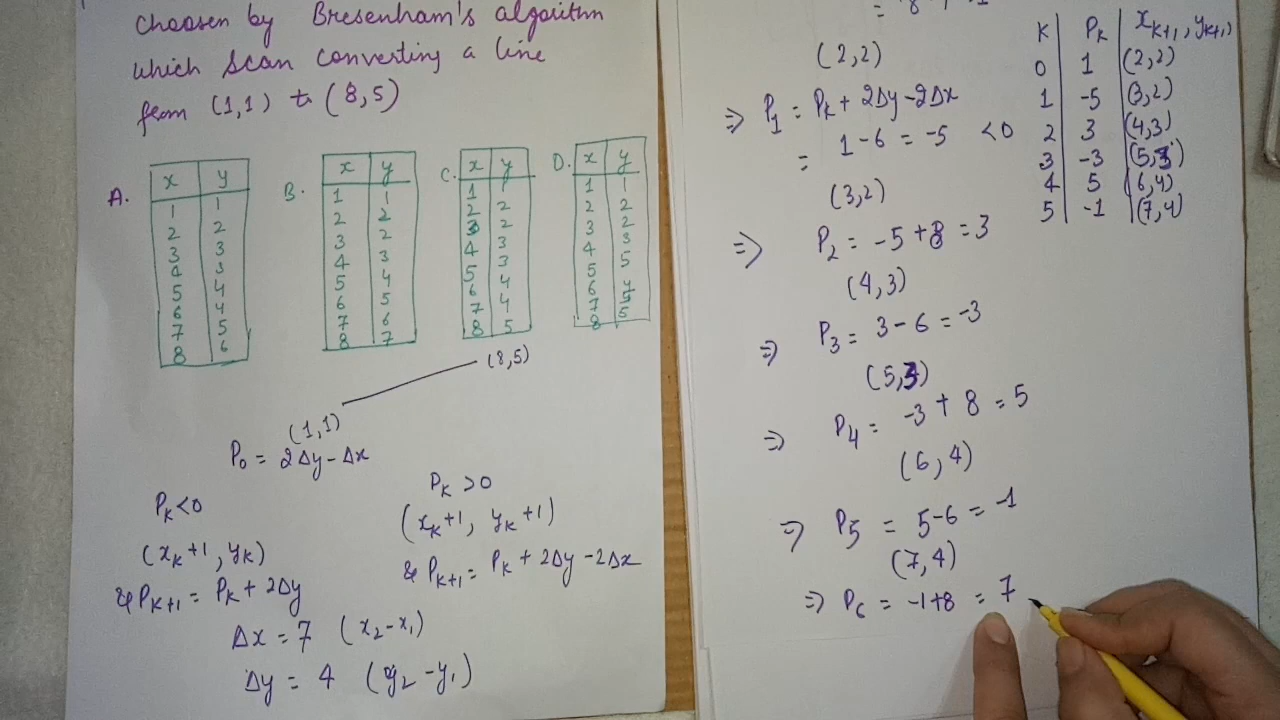 choosen by Bresenham's algorithm
which scan converting a line
from (1,1) to (8,5)
A.
x y
1 1
2 2
3 3
4 3
5 4
6 4
7 5
8 6
B.
x y
1 1
2 2
3 2
4 3
5 4
6 5
7 6
8 7
C.
x y
1 1
2 2
3 2
4 3
5 3
6 4
7 4
8 5
D.
x y
1 1
2 2
3 2
4 3
5 5
6 4
7 5
8 5
(8,5)
(1,1)
P₀ = 2Δy - Δx
Pₖ<0
(xₖ+1, yₖ)
& Pₖ₊₁ = Pₖ + 2Δy
Pₖ >0
(xₖ+1, yₖ+1)
& Pₖ₊₁ = Pₖ + 2Δy - 2Δx
Δx = 7 (x₂-x₁)
Δy = 4 (y₂-y₁)
(2,2)
⇒ P₁ = Pₖ + 2Δy - 2Δx
= 1-6 = -5 <0
(3,2)
⇒ P₂ = -5+8 = 3
(4,3)
⇒ P₃ = 3-6 = -3
(5,3)
⇒ P₄ = -3+8 = 5
(6,4)
⇒ P₅ = 5-6 = -1
(7,4)
⇒ P₆ = -1+8 = 7
K Pₖ xₖ₊₁, yₖ₊₁)
0 1 (2,2)
1 -5 (3,2)
2 3 (4,3)
3 -3 (5,3)
4 5 (6,4)
5 -1 (7,4)